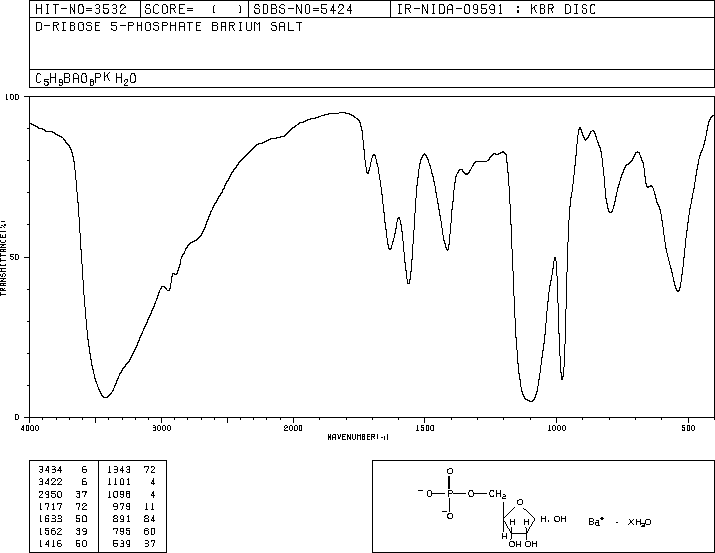 HIT-NO=3532 SCORE= ( ) SDBS-NO=5424 IR-NIDA-09591 : KBR DISC
D-RIBOSE 5-PHOSPHATE BARIUM SALT
C5H9BAO8P·XH2O
100
50
0
TRANSMITTANCE(%)
4000 3000 2000 1500 1000 500
WAVENUMBER(-1)
3434 6 1343 72
3422 6 1101 4
2950 37 1098 4
1717 72 979 11
1633 50 891 84
1562 39 795 60
1416 50 539 37
O
-O-P-O-CH2
-O
O
H, OH
H H
H H
OH OH
Ba+ · XH2O